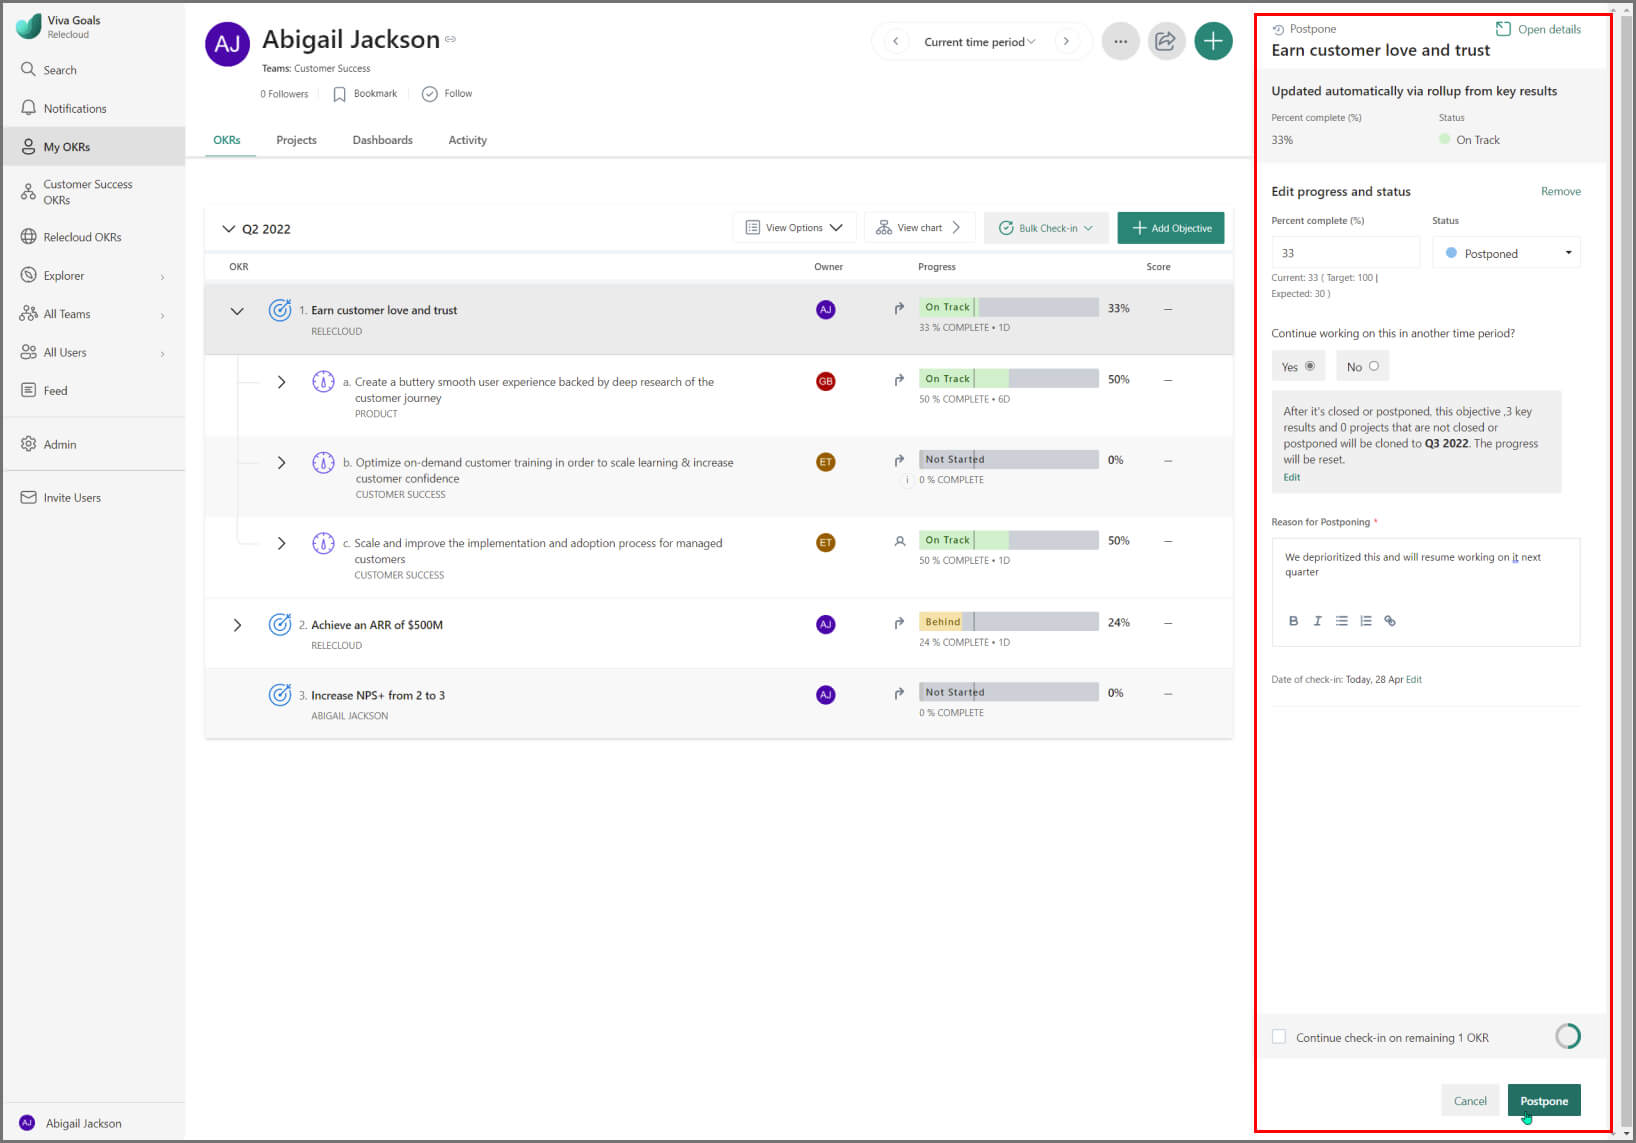 Viva Goals
Relecloud
Search
Notifications
My OKRs
Customer Success
OKRs
Relecloud OKRs
Explorer
All Teams
All Users
Feed
Admin
Invite Users
AJ Abigail Jackson
AJ
Abigail Jackson
Teams: Customer Success
0 Followers Bookmark Follow
Current time period
OKRs Projects Dashboards Activity
Q2 2022
View Options View chart Bulk Check-in Add Objective
OKR Owner Progress Score
1. Earn customer love and trust AJ On Track 33% —
RELECLOUD 33 % COMPLETE • 1D
a. Create a buttery smooth user experience backed by deep research of the GB On Track 50% —
customer journey 50 % COMPLETE • 6D
PRODUCT
b. Optimize on-demand customer training in order to scale learning & increase ET Not Started 0% —
customer confidence i 0 % COMPLETE
CUSTOMER SUCCESS
c. Scale and improve the implementation and adoption process for managed ET On Track 50% —
customers 50 % COMPLETE • 1D
CUSTOMER SUCCESS
2. Achieve an ARR of $500M AJ Behind 24% —
RELECLOUD 24 % COMPLETE • 1D
3. Increase NPS+ from 2 to 3 AJ Not Started 0% —
ABIGAIL JACKSON 0 % COMPLETE
Postpone Open details
Earn customer love and trust
Updated automatically via rollup from key results
Percent complete (%) Status
33% On Track
Edit progress and status Remove
Percent complete (%) Status
33 Postponed
Current: 33 ( Target: 100 |
Expected: 30 )
Continue working on this in another time period?
Yes No
After it's closed or postponed, this objective ,3 key
results and 0 projects that are not closed or
postponed will be cloned to Q3 2022. The progress
will be reset.
Edit
Reason for Postponing *
We deprioritized this and will resume working on it next
quarter
B I
Date of check-in: Today, 28 Apr Edit
Continue check-in on remaining 1 OKR
Cancel Postpone